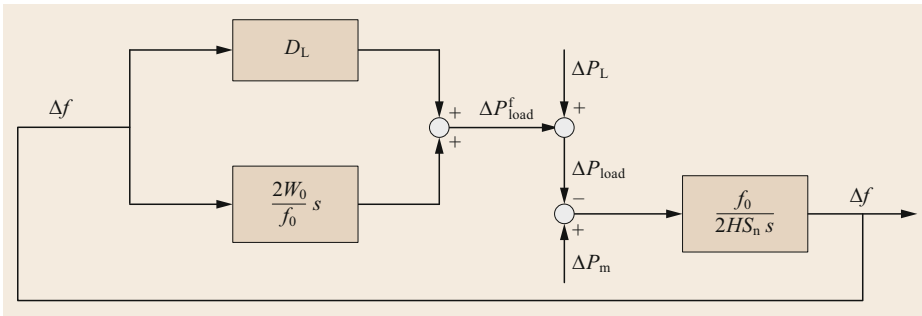 D_L
ΔP_L
+
Δf
+
ΔP^f_load
+
ΔP_load
2W_0/f_0 s
−
f_0/2HS_n s
Δf
+
ΔP_m